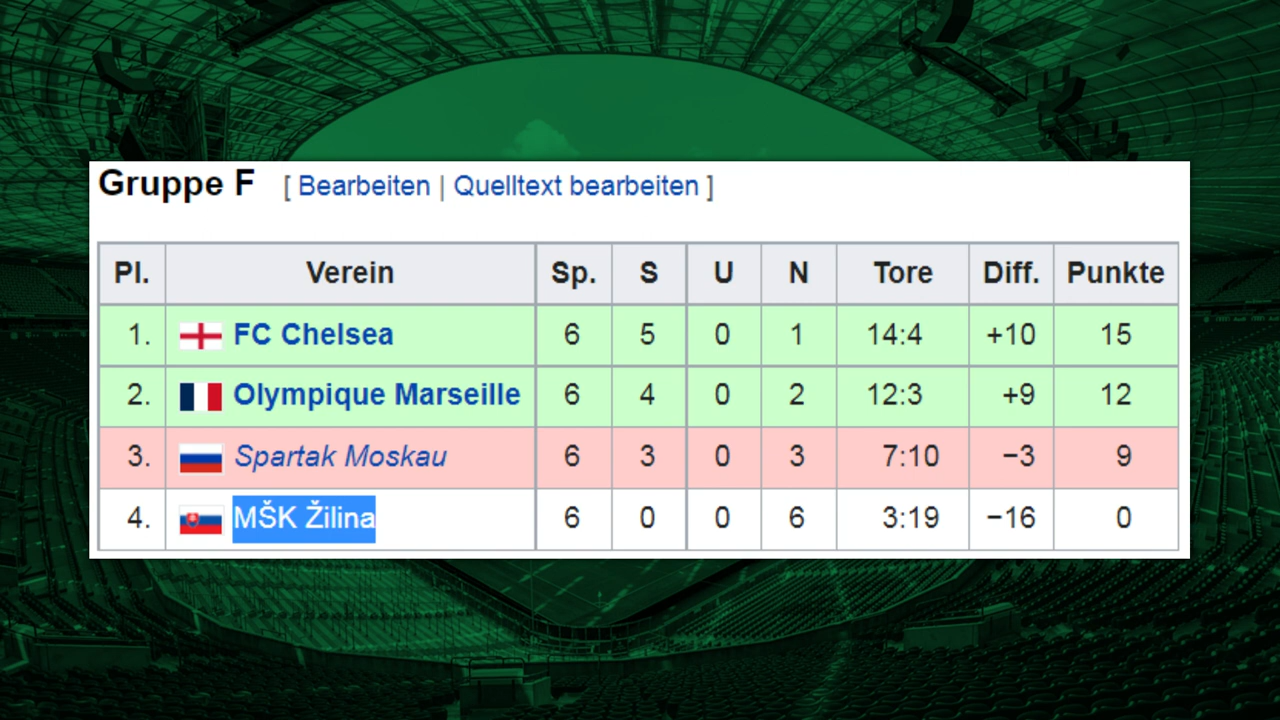 Gruppe F [ Bearbeiten | Quelltext bearbeiten ]
Pl. Verein Sp. S U N Tore Diff. Punkte
1. FC Chelsea 6 5 0 1 14:4 +10 15
2. Olympique Marseille 6 4 0 2 12:3 +9 12
3. Spartak Moskau 6 3 0 3 7:10 −3 9
4. MŠK Žilina 6 0 0 6 3:19 −16 0